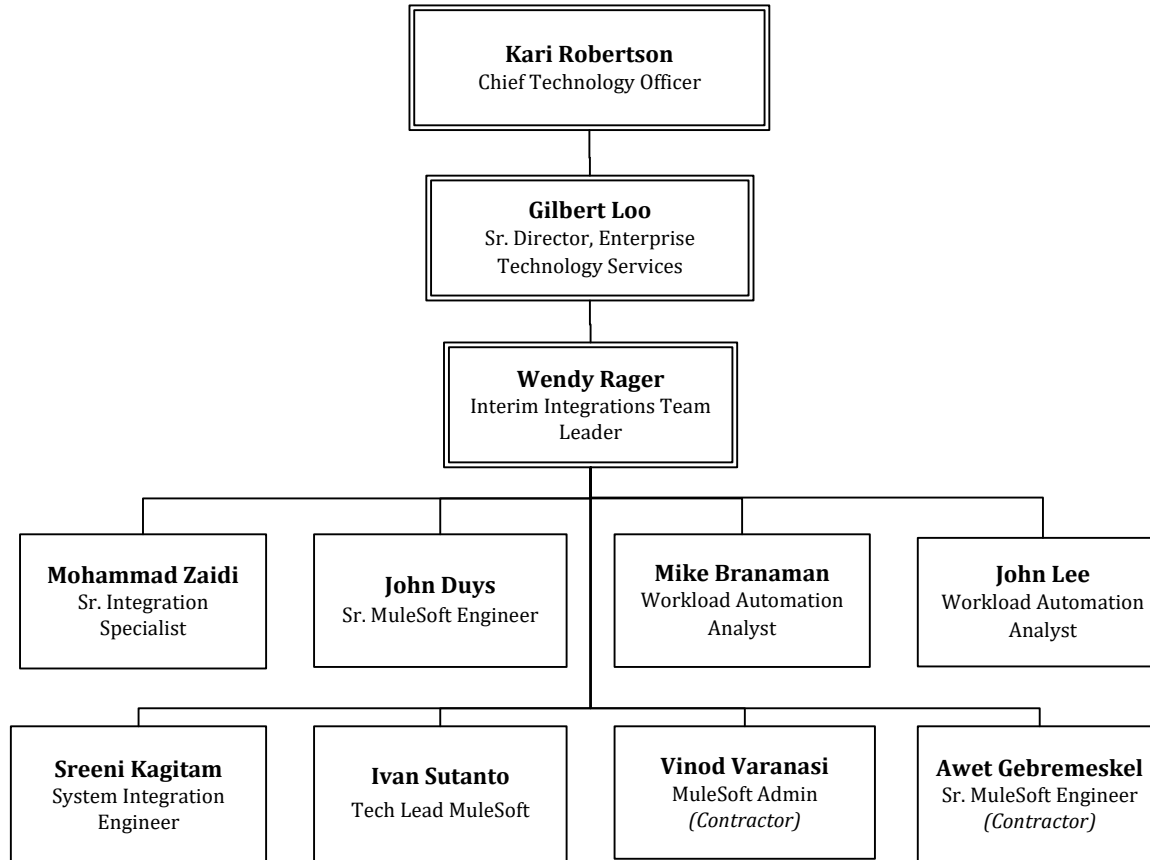 Kari Robertson
Chief Technology Officer
Gilbert Loo
Sr. Director, Enterprise
Technology Services
Wendy Rager
Interim Integrations Team
Leader
Mohammad Zaidi
Sr. Integration
Specialist
John Duys
Sr. MuleSoft Engineer
Mike Branaman
Workload Automation
Analyst
John Lee
Workload Automation
Analyst
Sreeni Kagitam
System Integration
Engineer
Ivan Sutanto
Tech Lead MuleSoft
Vinod Varanasi
MuleSoft Admin
(Contractor)
Awet Gebremeskel
Sr. MuleSoft Engineer
(Contractor)